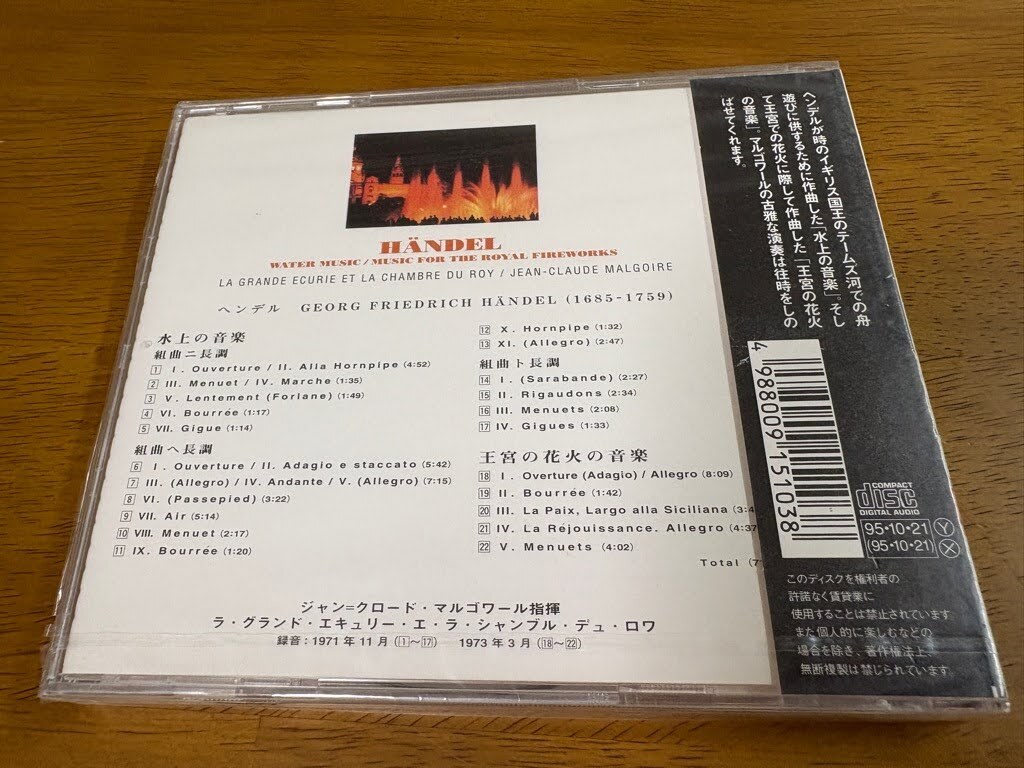 HÄNDEL
WATER MUSIC/MUSIC FOR THE ROYAL FIREWORKS
LA GRANDE ECURIE ET LA CHAMBRE DU ROY / JEAN-CLAUDE MALGOIRE
ヘンデル GEORG FRIEDRICH HÄNDEL (1685-1759)
水上の音楽
組曲ニ長調
1 I. Ouverture / II. Alla Hornpipe (4:52)
2 III. Menuet / IV. Marche (1:35)
3 V. Lentement (Forlane) (1:49)
4 VI. Bourrée (1:17)
5 VII. Gigue (1:14)
組曲ヘ長調
6 I. Ouverture / II. Adagio e staccato (5:42)
7 III. (Allegro) / IV. Andante / V. (Allegro) (7:15)
8 VI. (Passepied) (3:22)
9 VII. Air (5:14)
10 VIII. Menuet (2:17)
11 IX. Bourrée (1:20)
12 X. Hornpipe (1:32)
13 XI. (Allegro) (2:47)
組曲ト長調
14 I. (Sarabande) (2:27)
15 II. Rigaudons (2:34)
16 III. Menuets (2:08)
17 IV. Gigues (1:33)
王宮の花火の音楽
18 I. Overture (Adagio) / Allegro (8:09)
19 II. Bourrée (1:42)
20 III. La Paix, Largo alla Siciliana (3:4
21 IV. La Réjouissance. Allegro (4:37
22 V. Menuets (4:02)
Total (7
ジャン=クロード・マルゴワール指揮
ラ・グランド・エキュリー・エ・ラ・シャンブル・デュ・ロワ
録音：1971年11月（1～17） 1973年3月（18～22）
ヘンデルが時のイギリス国王のテームズ河での舟
遊びに供するために作曲した「水上の音楽」。そし
て王宮での花火に際して作曲した「王宮の花火
の音楽」。マルゴワールの古雅な演奏は往時をしの
ばせてくれます。
4 988009 151038
COMPACT
disc
DIGITAL AUDIO
95・10・21 Y
(95・10・21) X
このディスクを権利者の
許諾なく賃貸業に
使用することは禁止されています
また個人的に楽しむなどの
場合を除き、著作権法上、
無断複製は禁じられています